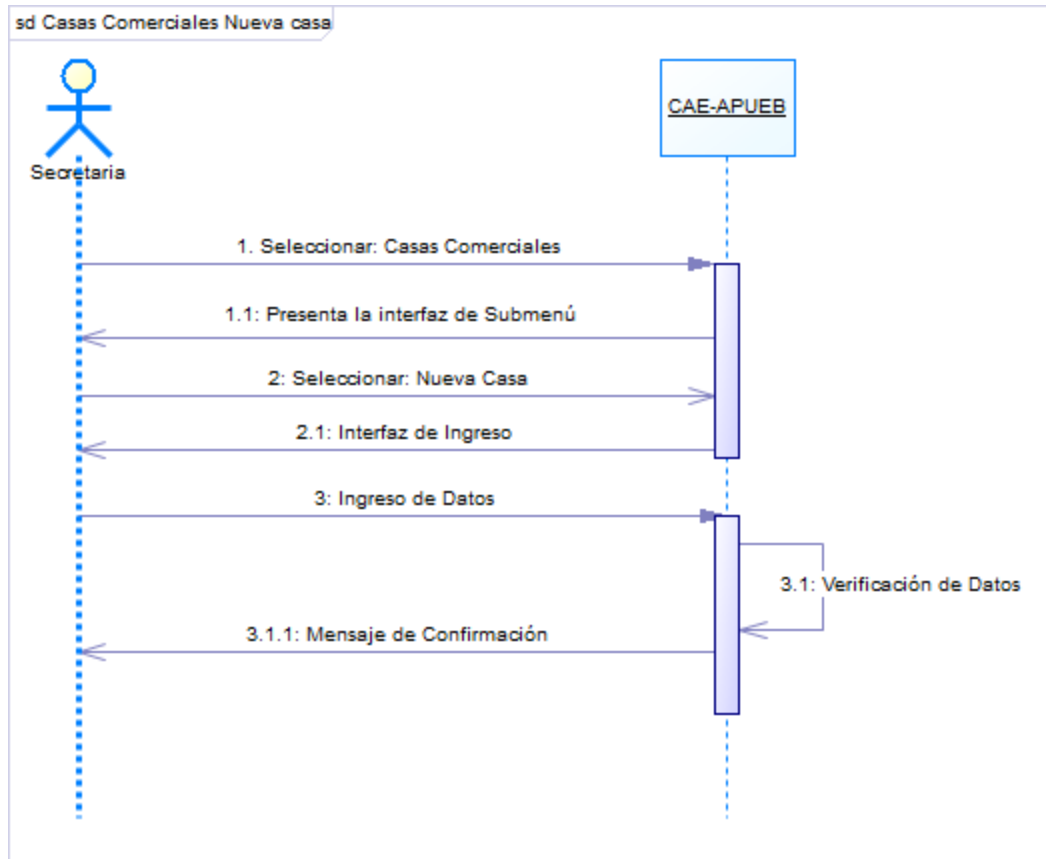 sd Casas Comerciales Nueva casa
CAE-APUEB
Secretaria
1. Seleccionar: Casas Comerciales
1.1: Presenta la interfaz de Submenú
2: Seleccionar: Nueva Casa
2.1: Interfaz de Ingreso
3: Ingreso de Datos
3.1: Verificación de Datos
3.1.1: Mensaje de Confirmación